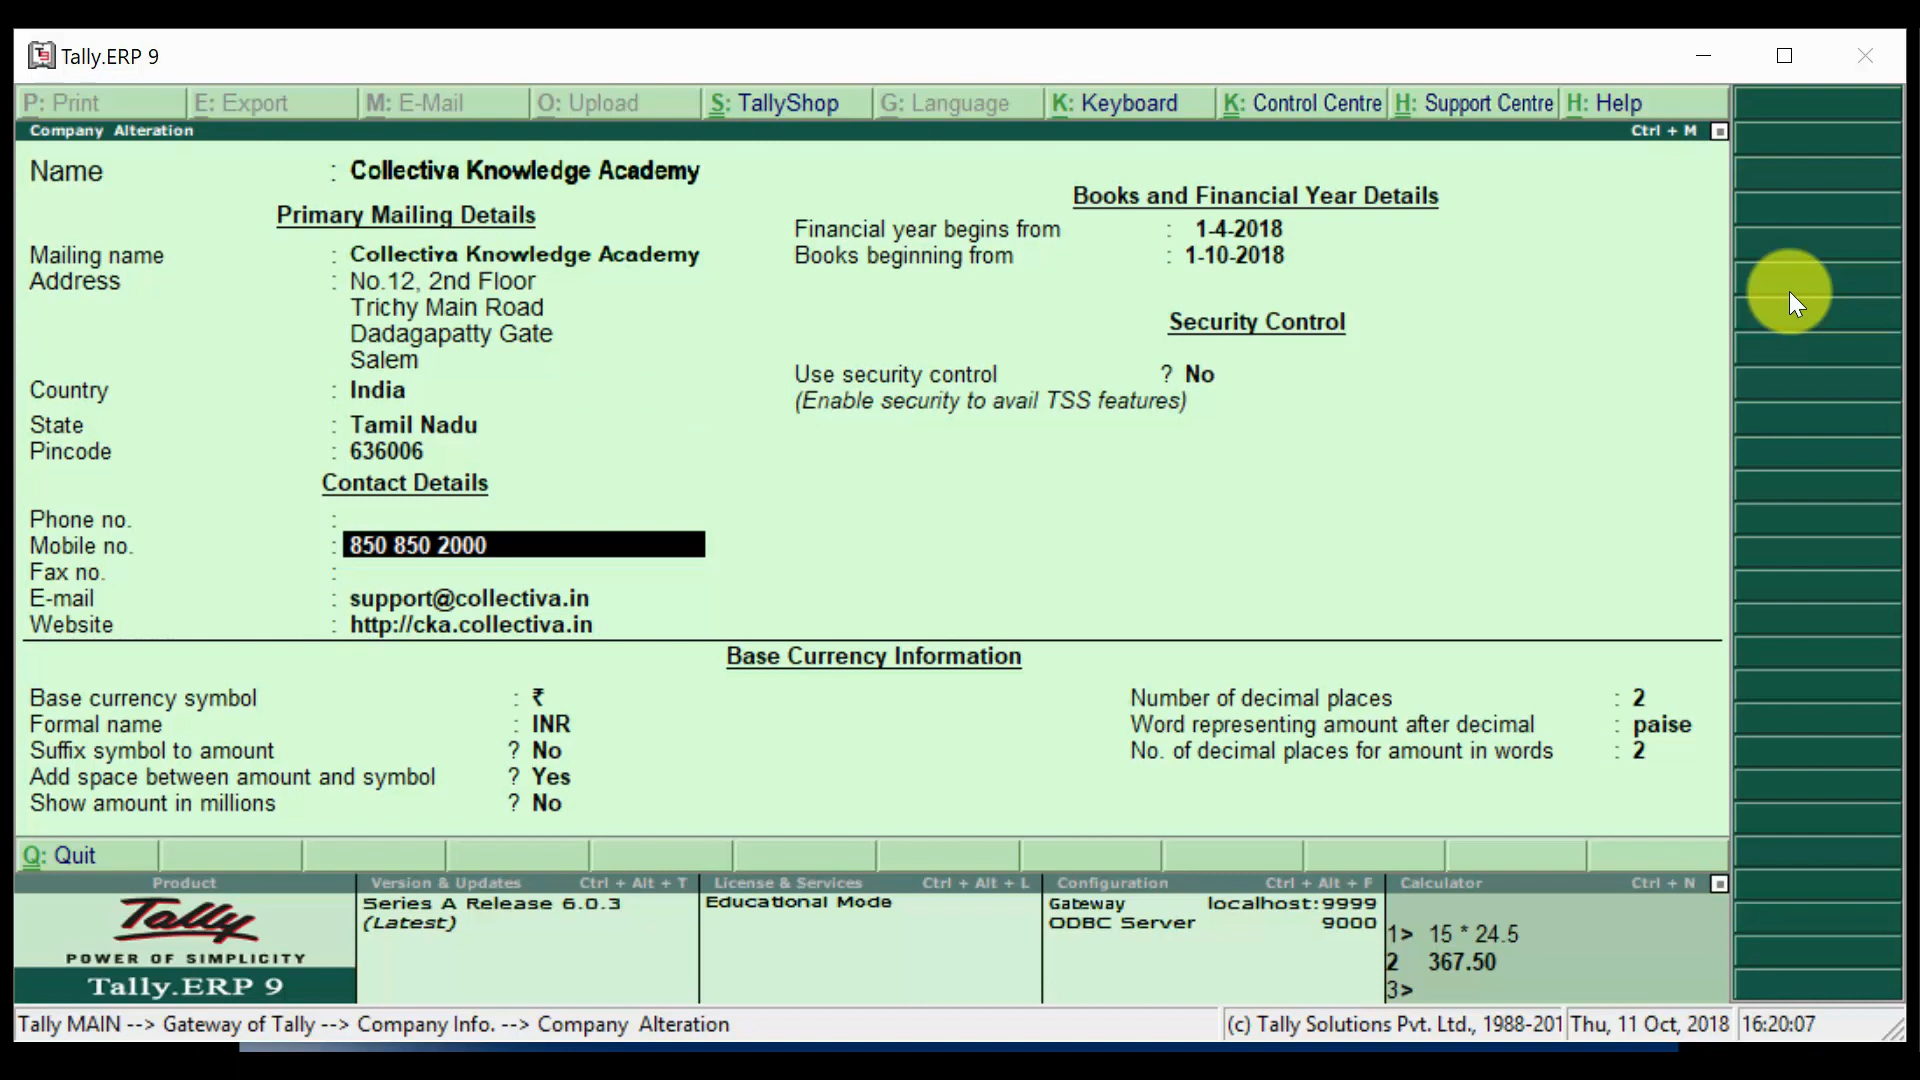 Tally.ERP 9
P: Print E: Export M: E-Mail O: Upload S: TallyShop G: Language K: Keyboard K: Control Centre H: Support Centre H: Help
Company Alteration Ctrl + M
Name : Collectiva Knowledge Academy
Primary Mailing Details
Mailing name : Collectiva Knowledge Academy
Address : No.12, 2nd Floor
Trichy Main Road
Dadagapatty Gate
Salem
Country : India
State : Tamil Nadu
Pincode : 636006
Contact Details
Phone no. :
Mobile no. : 850 850 2000
Fax no. :
E-mail : support@collectiva.in
Website : http://cka.collectiva.in
Books and Financial Year Details
Financial year begins from : 1-4-2018
Books beginning from : 1-10-2018
Security Control
Use security control ? No
(Enable security to avail TSS features)
Base Currency Information
Base currency symbol : ₹
Formal name : INR
Suffix symbol to amount ? No
Add space between amount and symbol ? Yes
Show amount in millions ? No
Number of decimal places : 2
Word representing amount after decimal : paise
No. of decimal places for amount in words : 2
Q: Quit
Product
Tally
POWER OF SIMPLICITY
Tally.ERP 9
Version & Updates Ctrl + Alt + T
Series A Release 6.0.3
(Latest)
License & Services Ctrl + Alt + L
Educational Mode
Configuration Ctrl + Alt + F
Gateway localhost:9999
ODBC Server 9000
Calculator Ctrl + N
1> 15 * 24.5
2 367.50
3>
Tally MAIN --> Gateway of Tally --> Company Info. --> Company Alteration
(c) Tally Solutions Pvt. Ltd., 1988-201 Thu, 11 Oct, 2018 16:20:07